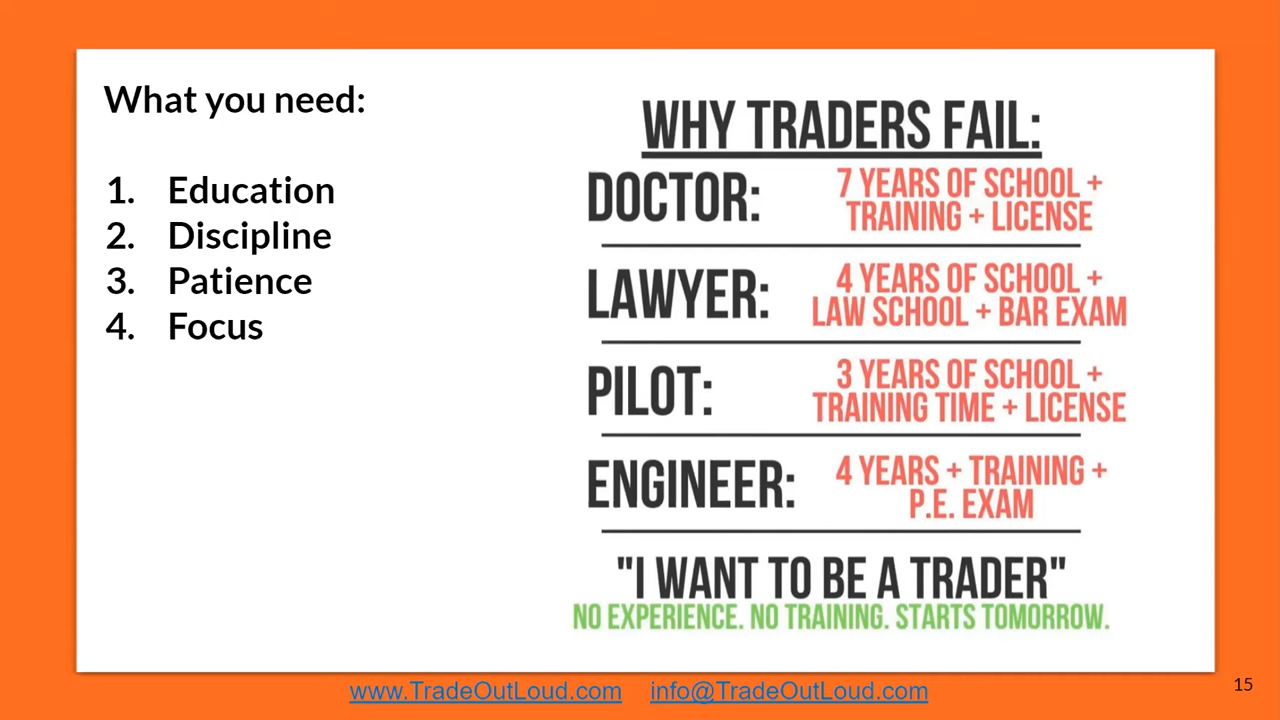 What you need:
1. Education
2. Discipline
3. Patience
4. Focus
WHY TRADERS FAIL:
DOCTOR:
7 YEARS OF SCHOOL +
TRAINING + LICENSE
LAWYER:
4 YEARS OF SCHOOL +
LAW SCHOOL + BAR EXAM
PILOT:
3 YEARS OF SCHOOL +
TRAINING TIME + LICENSE
ENGINEER:
4 YEARS + TRAINING +
P.E. EXAM
"I WANT TO BE A TRADER"
NO EXPERIENCE. NO TRAINING. STARTS TOMORROW.
www.TradeOutLoud.com info@TradeOutLoud.com
15